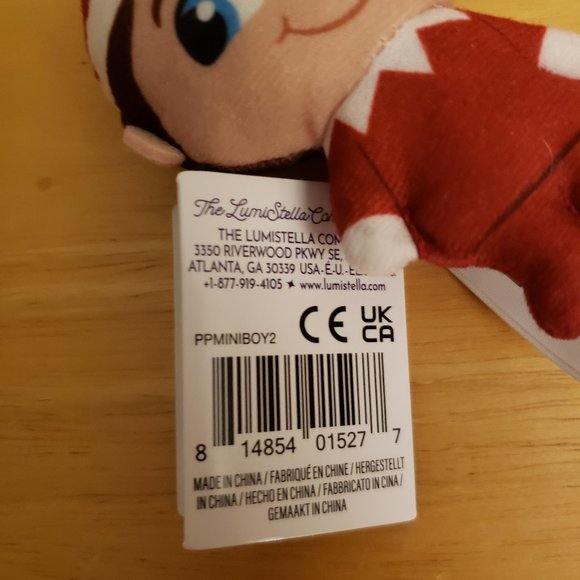 The LumiStella Co
THE LUMISTELLA COM
3350 RIVERWOOD PKWY SE,
ATLANTA, GA 30339 USA-É.-U.-
+1-877-919-4105 ✦ www.lumistella.com
PPMINIBOY2 CE UK CA
8 14854 01527 7
MADE IN CHINA / FABRIQUÉ EN CHINE / HERGESTELLT
IN CHINA / HECHO EN CHINA / FABBRICATO IN CINA /
GEMAAKT IN CHINA